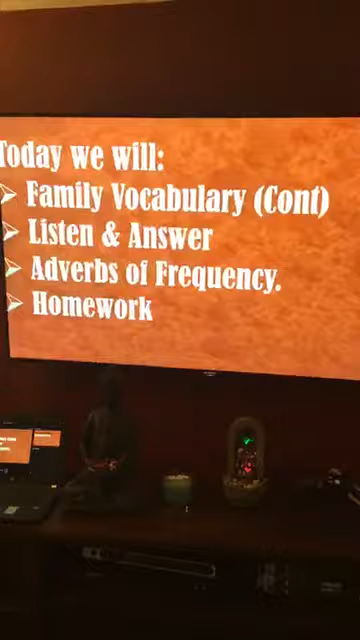 Today we will:
Family Vocabulary (Cont)
Listen & Answer
Adverbs of Frequency.
Homework